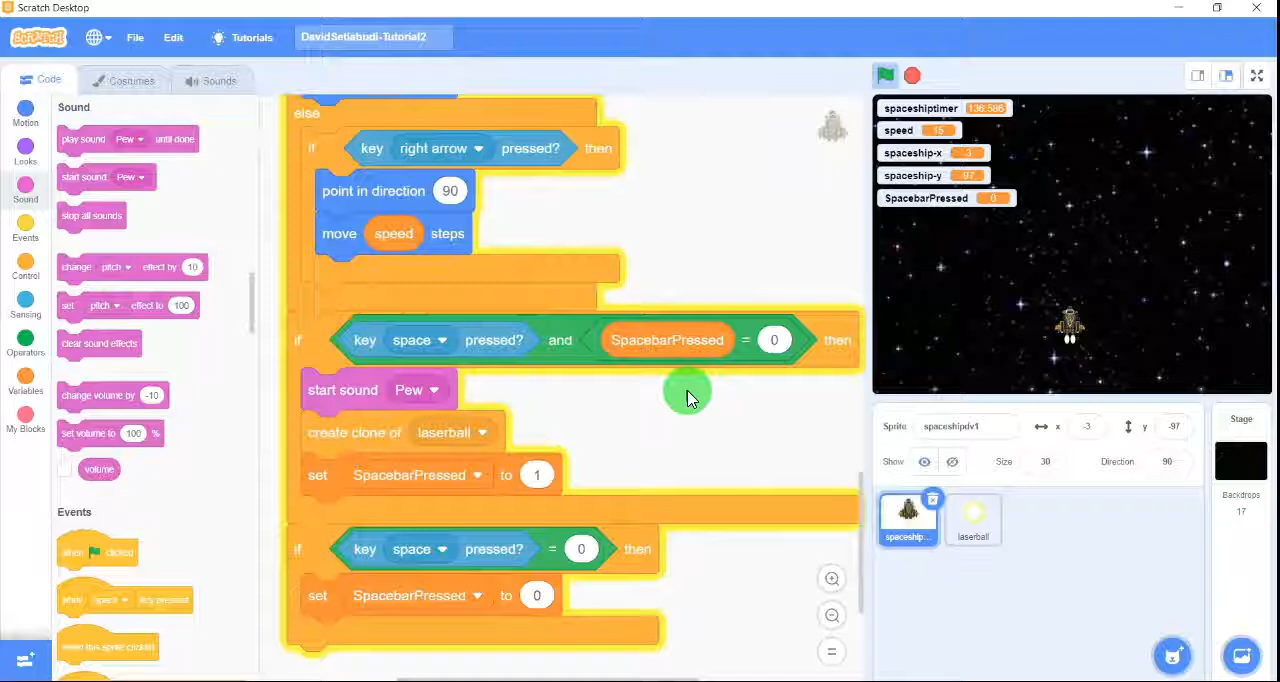 Scratch Desktop
SCRATCH File Edit Tutorials DavidSetiabudi-Tutorial2
Code Costumes Sounds
Motion
Looks
Sound
Events
Control
Sensing
Operators
Variables
My Blocks
Sound
play sound Pew until done
start sound Pew
stop all sounds
change pitch effect by 10
set pitch effect to 100
clear sound effects
change volume by -10
set volume to 100 %
volume
Events
when clicked
when space key pressed
when this sprite clicked
else
if key right arrow pressed? then
point in direction 90
move speed steps
if key space pressed? and SpacebarPressed = 0 then
start sound Pew
create clone of laserball
set SpacebarPressed to 1
if key space pressed? = 0 then
set SpacebarPressed to 0
spaceshiptimer 136.586
speed 15
spaceship-x -3
spaceship-y -97
SpacebarPressed 0
Sprite spaceshipdv1 x -3 y -97
Show Size 30 Direction 90
spaceship...
laserball
Stage
Backdrops
17